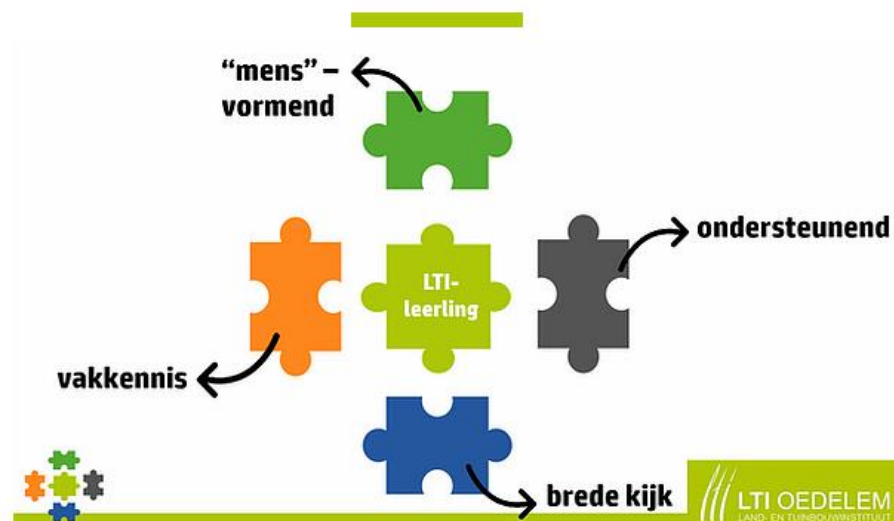 “mens” –
vormend
ondersteunend
LTI-
leerling
vakkennis
brede kijk
LTI OEDELEM
LAND- EN TUINBOUWINSTITUUT